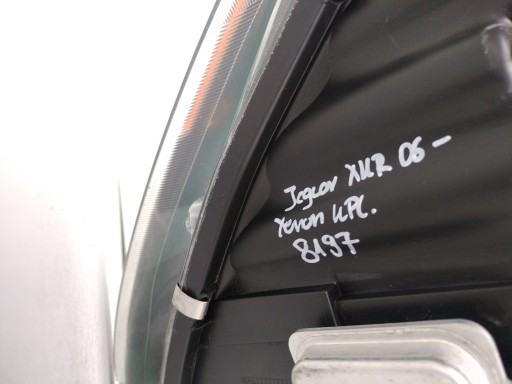 Jaguar XKR 06-
xenon kPl.
8197